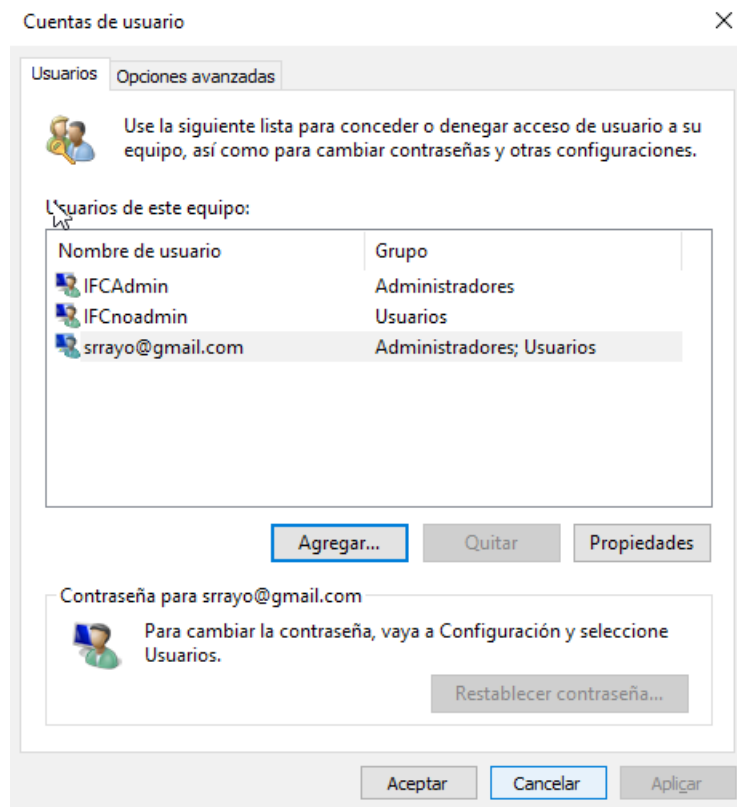 Cuentas de usuario
Usuarios
Opciones avanzadas
Use la siguiente lista para conceder o denegar acceso de usuario a su
equipo, así como para cambiar contraseñas y otras configuraciones.
Usuarios de este equipo:
Nombre de usuario Grupo
IFCAdmin Administradores
IFCnoadmin Usuarios
srrayo@gmail.com Administradores; Usuarios
Agregar... Quitar Propiedades
Contraseña para srrayo@gmail.com
Para cambiar la contraseña, vaya a Configuración y seleccione
Usuarios.
Restablecer contraseña...
Aceptar Cancelar Aplicar